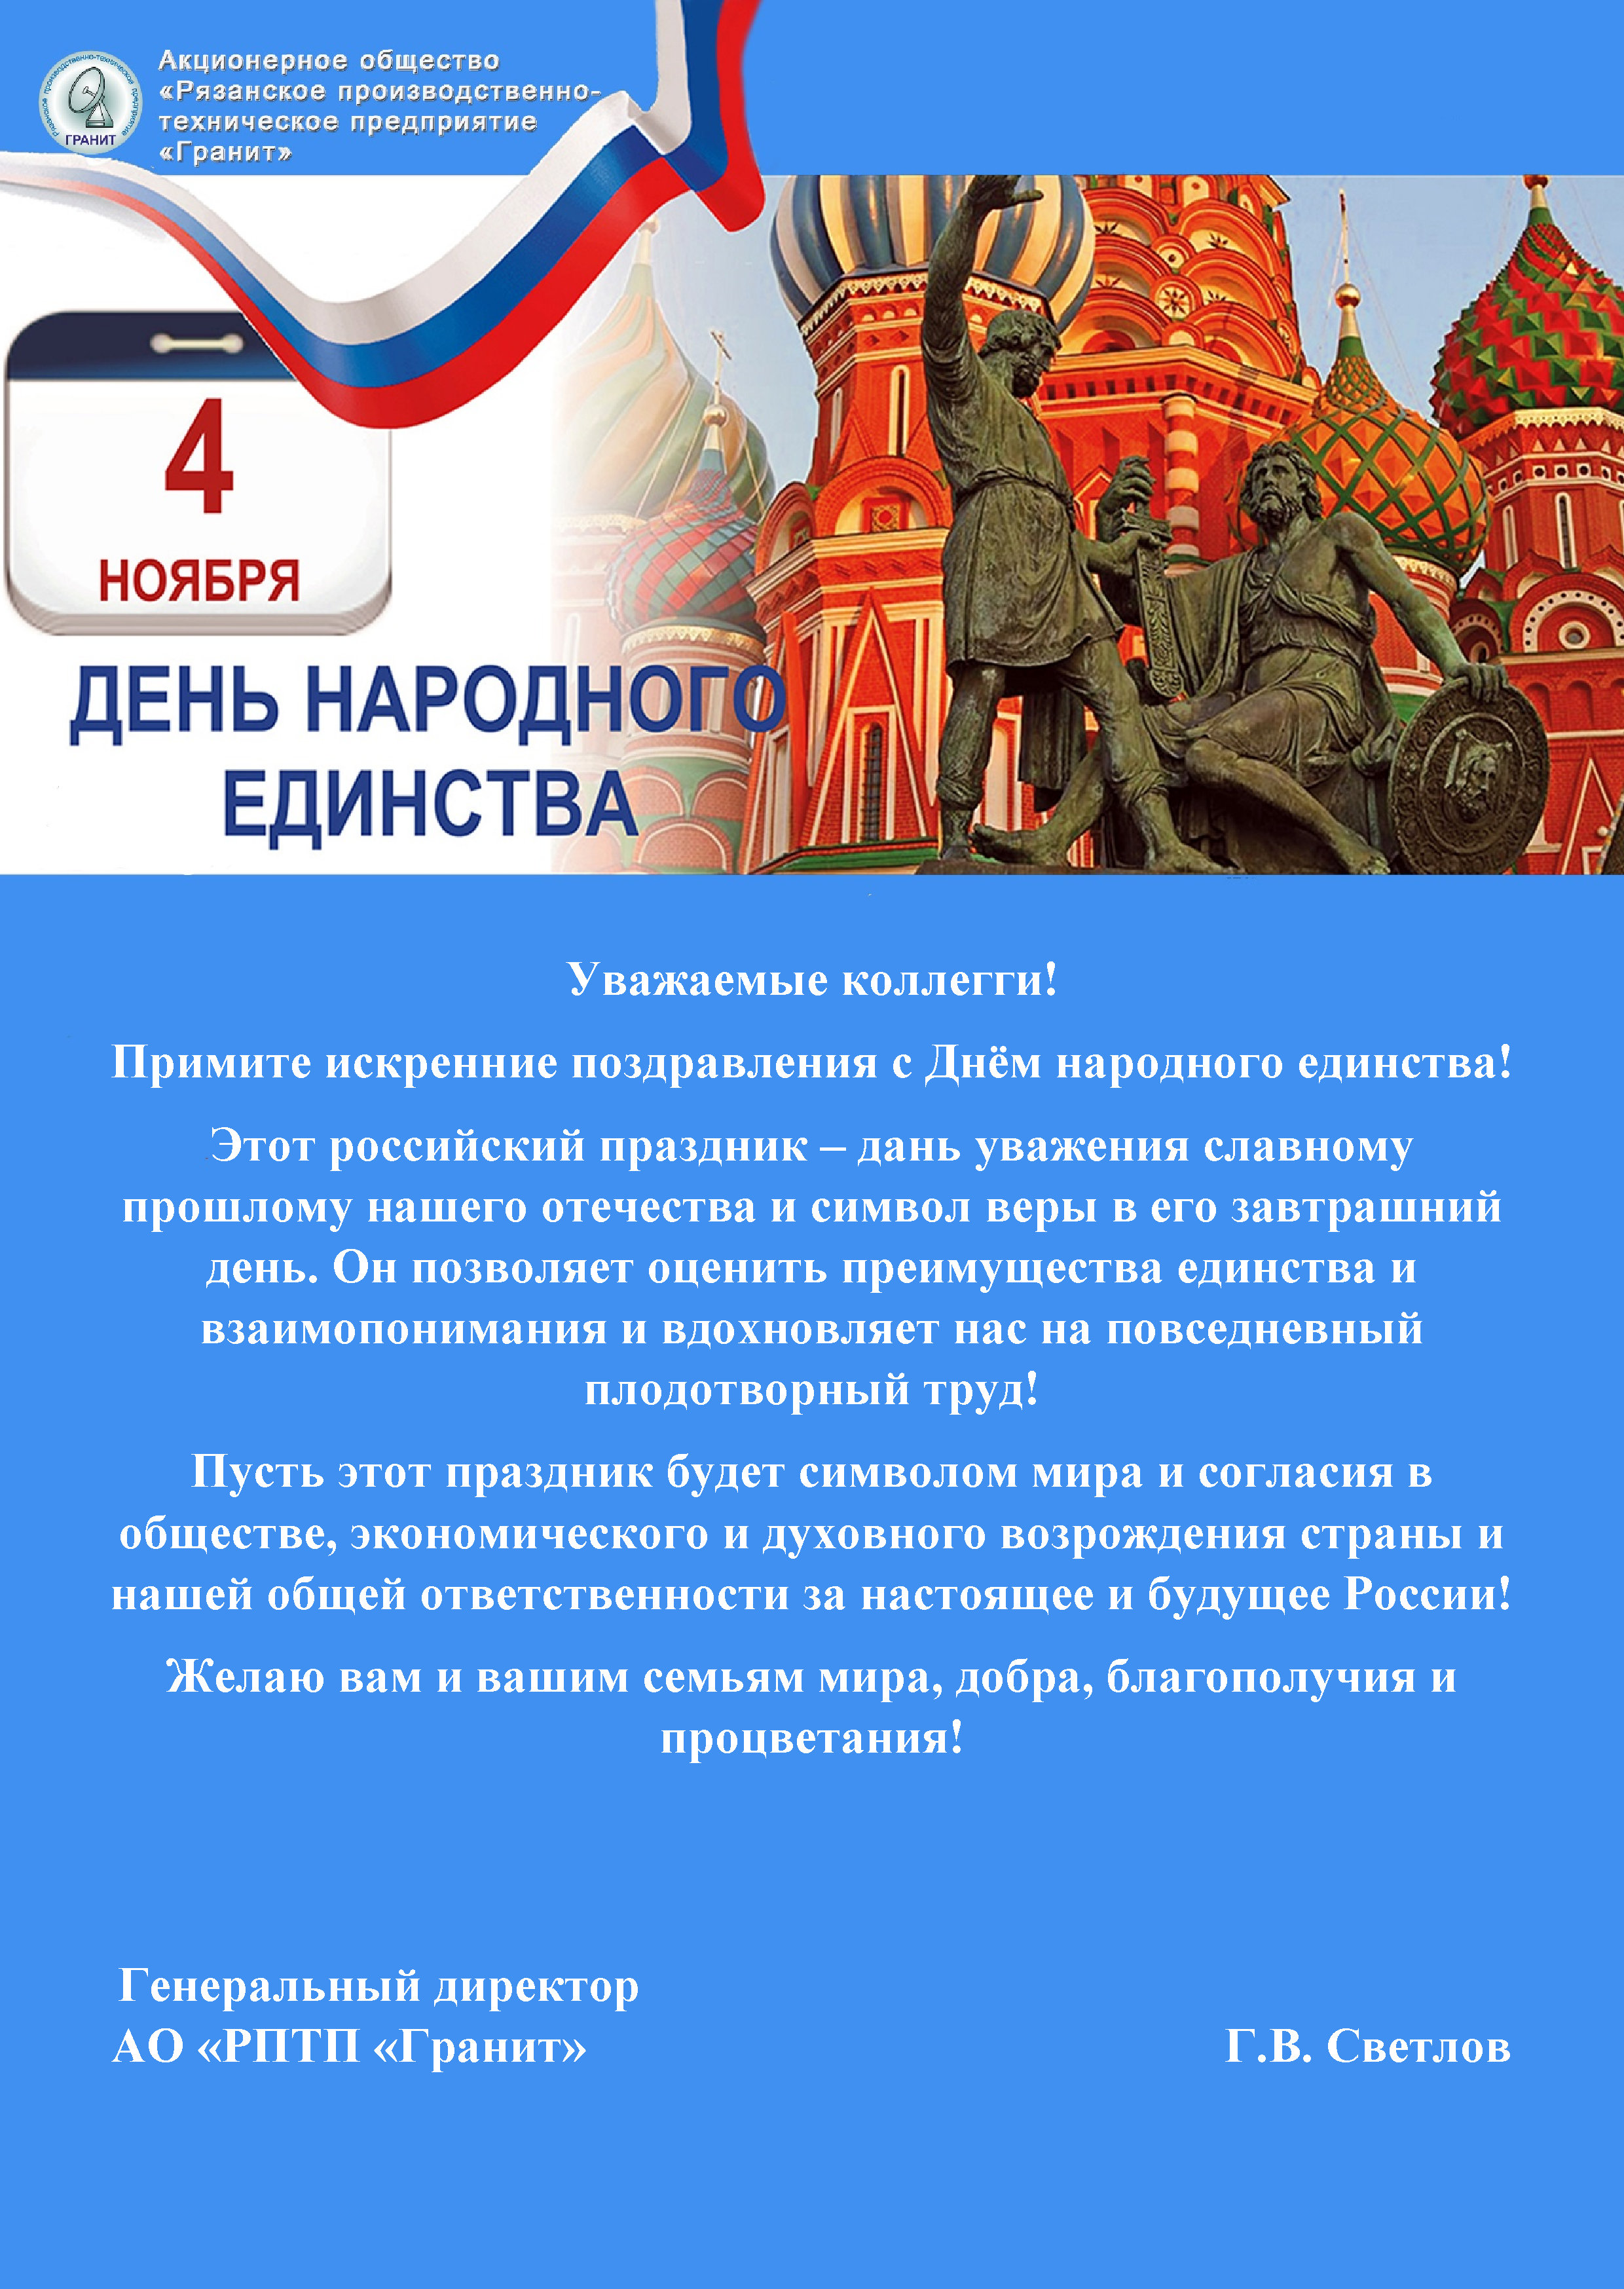 Акционерное общество
«Рязанское производственно-
техническое предприятие
«Гранит»
Рязанское производственно-техническое предприятие
ГРАНИТ
4
НОЯБРЯ
ДЕНЬ НАРОДНОГО
ЕДИНСТВА
Уважаемые коллегги!
Примите искренние поздравления с Днём народного единства!
Этот российский праздник – дань уважения славному
прошлому нашего отечества и символ веры в его завтрашний
день. Он позволяет оценить преимущества единства и
взаимопонимания и вдохновляет нас на повседневный
плодотворный труд!
Пусть этот праздник будет символом мира и согласия в
обществе, экономического и духовного возрождения страны и
нашей общей ответственности за настоящее и будущее России!
Желаю вам и вашим семьям мира, добра, благополучия и
процветания!
Генеральный директор
АО «РПТП «Гранит» Г.В. Светлов